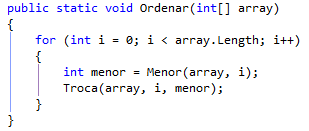 public static void Ordenar(int[] array)
{
    for (int i = 0; i < array.Length; i++)
    {
        int menor = Menor(array, i);
        Troca(array, i, menor);
    }
}